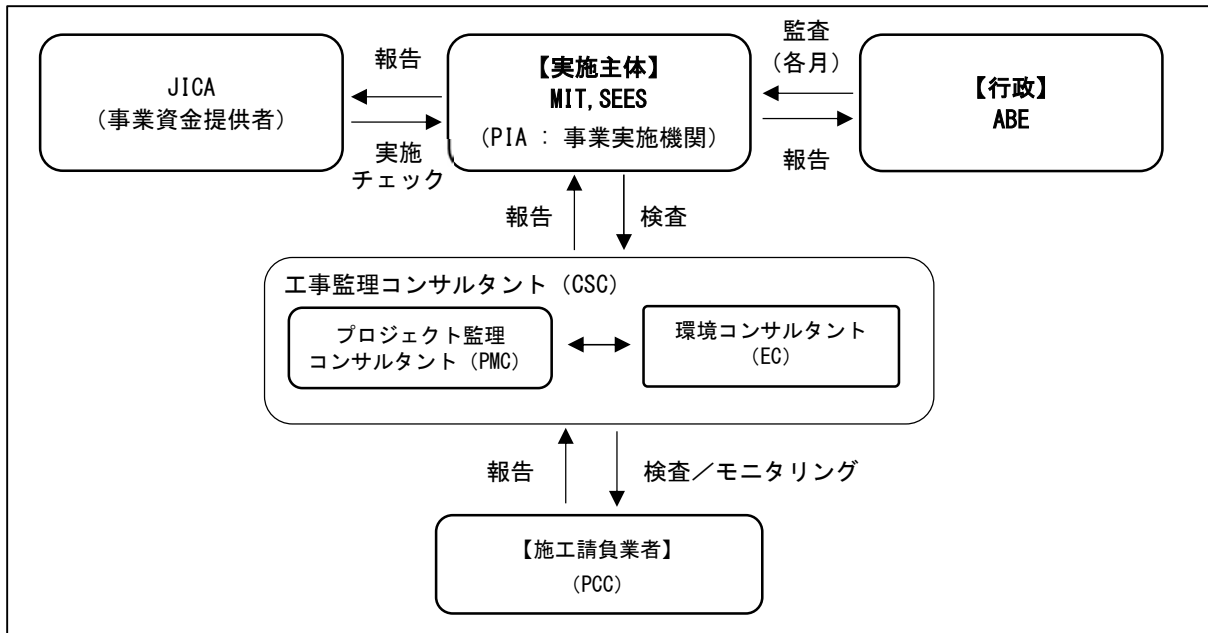 JICA
(事業資金提供者)
報告
実施
チェック
【実施主体】
MIT,SEES
(PIA : 事業実施機関)
監査
(各月)
報告
【行政】
ABE
報告
検査
工事監理コンサルタント(CSC)
プロジェクト監理
コンサルタント(PMC)
環境コンサルタント
(EC)
報告
検査/モニタリング
【施工請負業者】
(PCC)